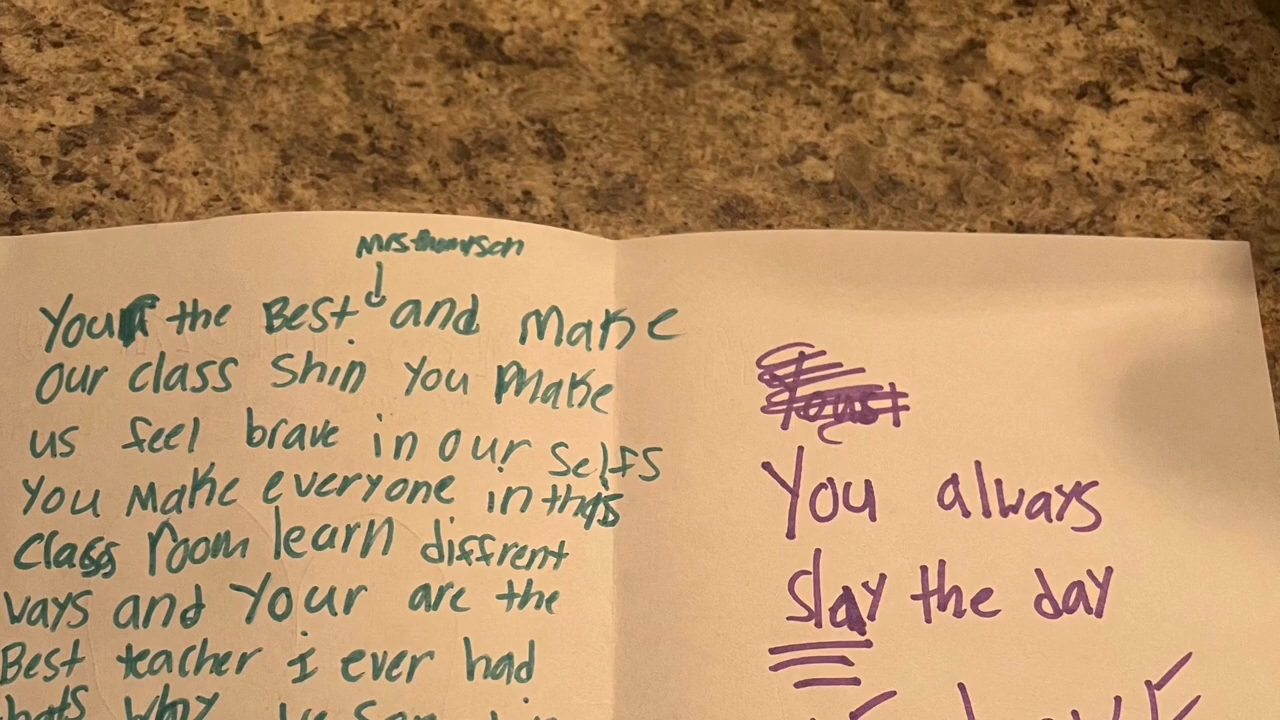 Mrs thomson
Your the Best and Make
our class Shin You Make
us feel brave in our selfs
You Make everyone in this
class room learn diffrent
ways and Your are the
Best teacher i ever had
why
You always
slay the day